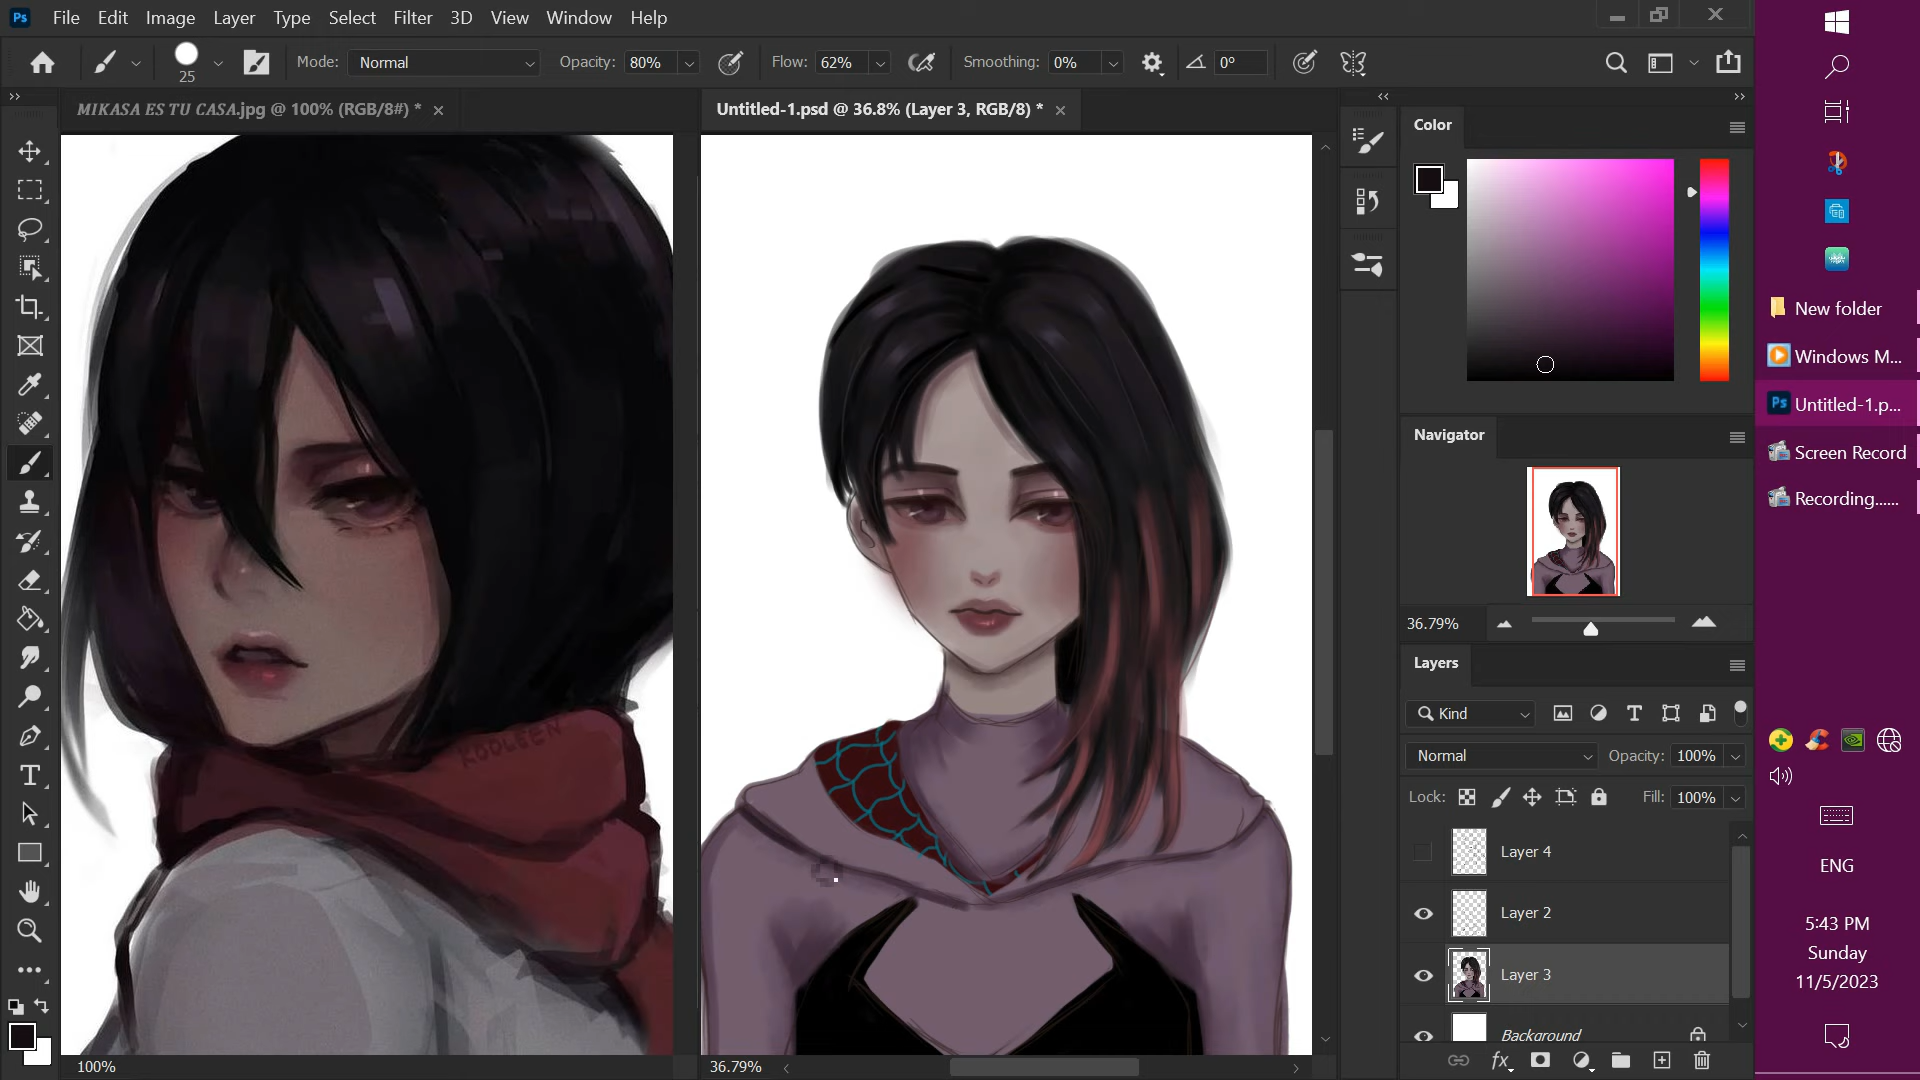 Ps File Edit Image Layer Type Select Filter 3D View Window Help
25 Mode: Normal Opacity: 80% Flow: 62% Smoothing: 0% 0°
MIKASA ES TU CASA.jpg @ 100% (RGB/8#) *
Untitled-1.psd @ 36.8% (Layer 3, RGB/8) *
KOOLEEN
100%
36.79%
Color
Navigator
36.79%
Layers
Kind
Normal Opacity: 100%
Lock: Fill: 100%
Layer 4
Layer 2
Layer 3
Background
fx
New folder
Windows M...
Ps Untitled-1.p...
Screen Record
Recording......
ENG
5:43 PM
Sunday
11/5/2023